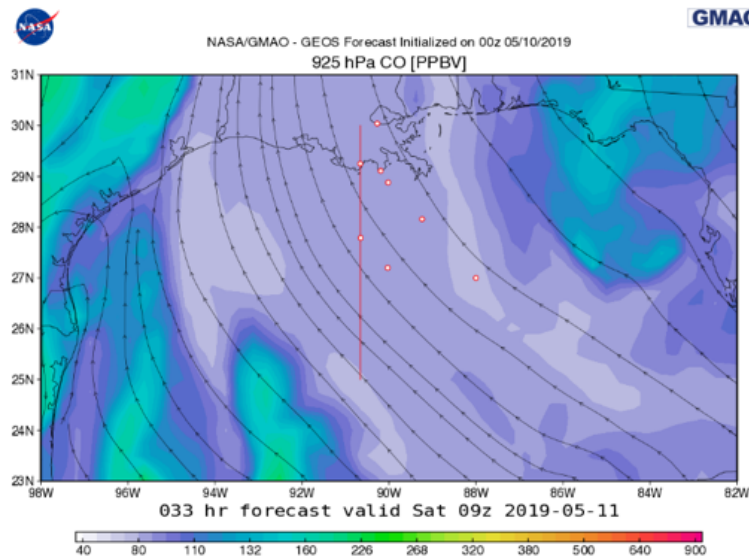 NASA
GMAO
NASA/GMAO - GEOS Forecast Initialized on 00z 05/10/2019
925 hPa CO [PPBV]
31N
30N
29N
28N
27N
26N
25N
24N
23N
98W 96W 94W 92W 90W 88W 86W 84W 82W
033 hr forecast valid Sat 09z 2019-05-11
40 80 110 132 160 226 268 320 500 640 900